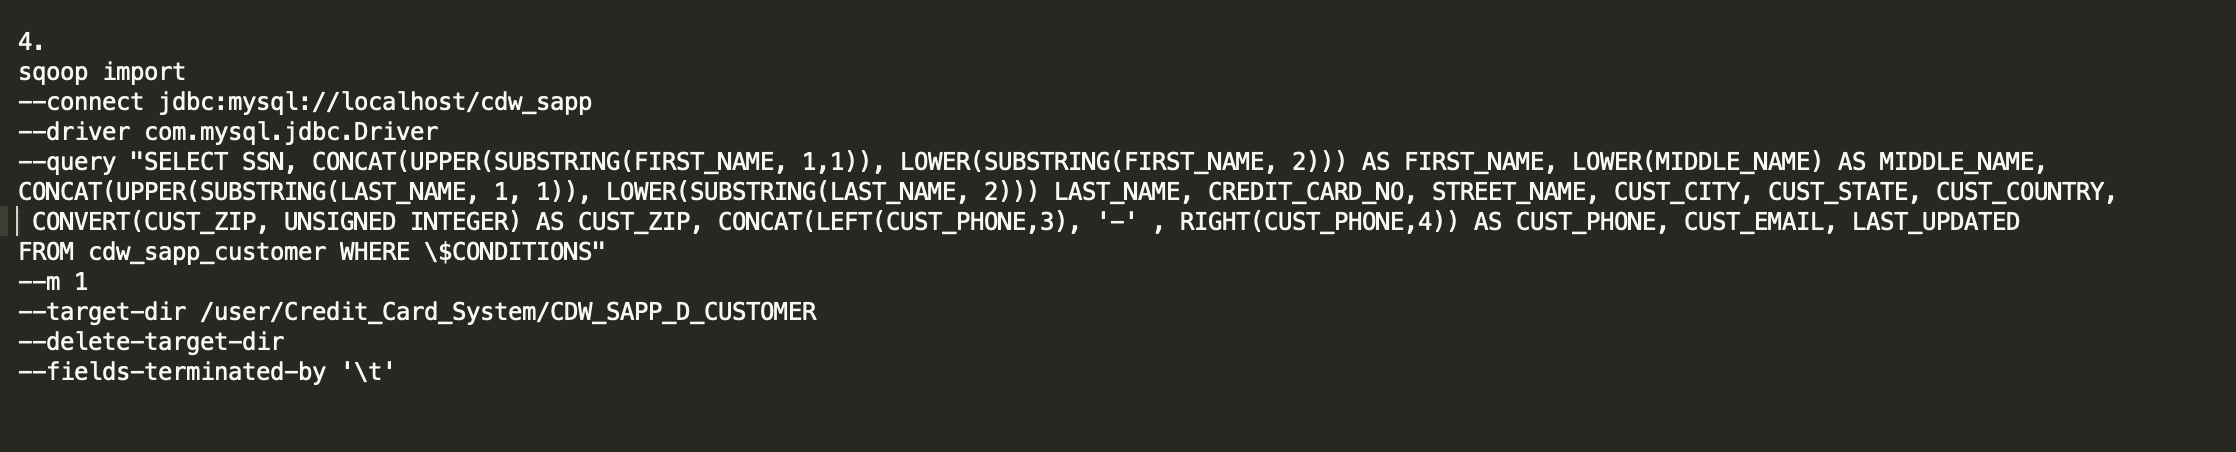 4.
sqoop import
--connect jdbc:mysql://localhost/cdw_sapp
--driver com.mysql.jdbc.Driver
--query "SELECT SSN, CONCAT(UPPER(SUBSTRING(FIRST_NAME, 1,1)), LOWER(SUBSTRING(FIRST_NAME, 2))) AS FIRST_NAME, LOWER(MIDDLE_NAME) AS MIDDLE_NAME,
CONCAT(UPPER(SUBSTRING(LAST_NAME, 1, 1)), LOWER(SUBSTRING(LAST_NAME, 2))) LAST_NAME, CREDIT_CARD_NO, STREET_NAME, CUST_CITY, CUST_STATE, CUST_COUNTRY,
CONVERT(CUST_ZIP, UNSIGNED INTEGER) AS CUST_ZIP, CONCAT(LEFT(CUST_PHONE,3), '-' , RIGHT(CUST_PHONE,4)) AS CUST_PHONE, CUST_EMAIL, LAST_UPDATED
FROM cdw_sapp_customer WHERE \$CONDITIONS"
--m 1
--target-dir /user/Credit_Card_System/CDW_SAPP_D_CUSTOMER
--delete-target-dir
--fields-terminated-by '\t'